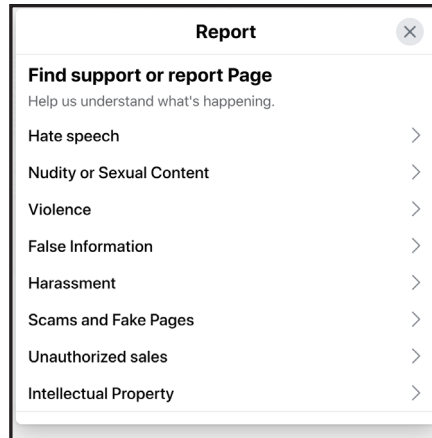 Report
Find support or report Page
Help us understand what's happening.
Hate speech
Nudity or Sexual Content
Violence
False Information
Harassment
Scams and Fake Pages
Unauthorized sales
Intellectual Property